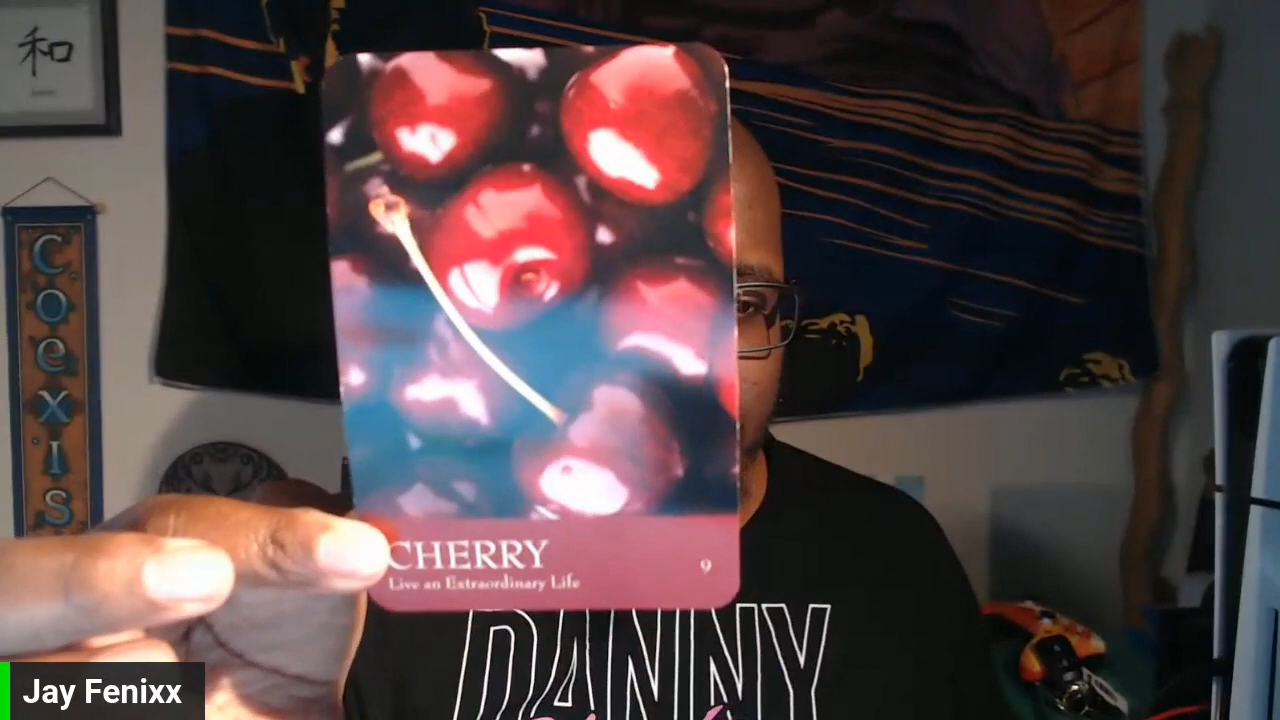 和
Coexis
CHERRY
Live an Extraordinary Life
9
DANNY
Jay Fenixx